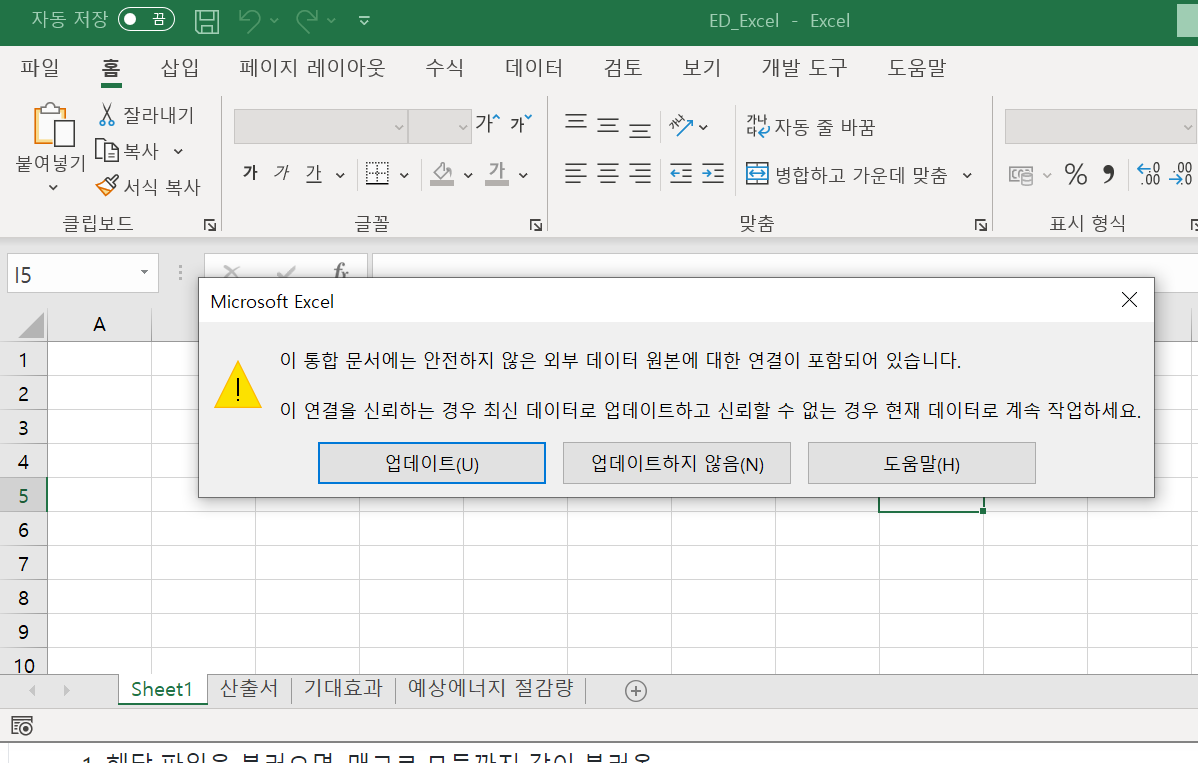 자동 저장 끔 ED_Excel - Excel
파일 홈 삽입 페이지 레이아웃 수식 데이터 검토 보기 개발 도구 도움말
붙여넣기
잘라내기
복사
서식 복사
클립보드
가 가
가 가 가 가
글꼴
가나다 자동 줄 바꿈
병합하고 가운데 맞춤
맞춤
% , .00 .00
표시 형식
I5 fx
Microsoft Excel
이 통합 문서에는 안전하지 않은 외부 데이터 원본에 대한 연결이 포함되어 있습니다.
이 연결을 신뢰하는 경우 최신 데이터로 업데이트하고 신뢰할 수 없는 경우 현재 데이터로 계속 작업하세요.
업데이트(U) 업데이트하지 않음(N) 도움말(H)
A
1
2
3
4
5
6
7
8
9
10
Sheet1 산출서 기대효과 예상에너지 절감량